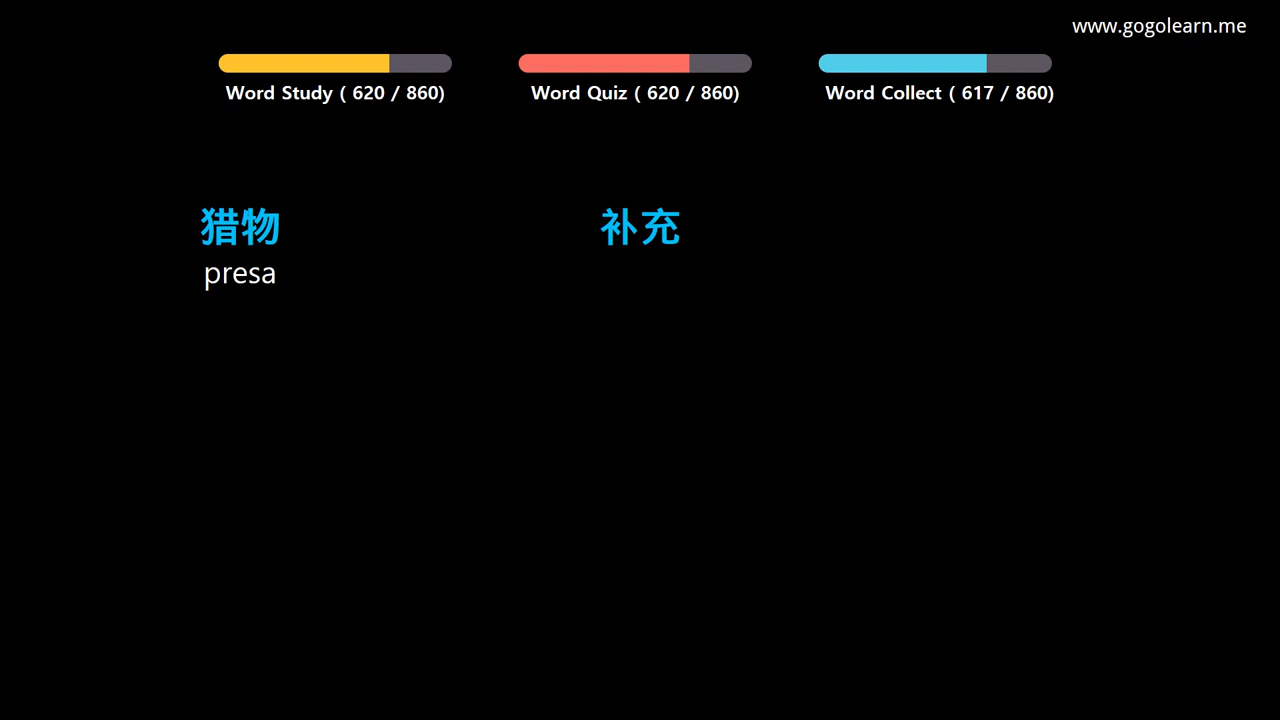 www.gogolearn.me
Word Study ( 620 / 860)
Word Quiz ( 620 / 860)
Word Collect ( 617 / 860)
猎物
presa
补充